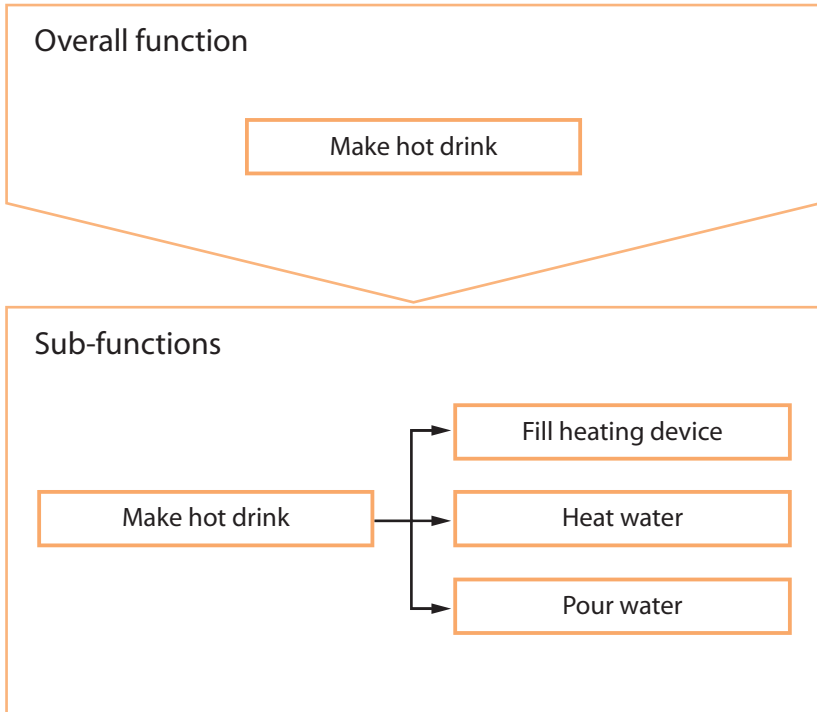 Overall function
Make hot drink
Sub-functions
Fill heating device
Make hot drink
Heat water
Pour water